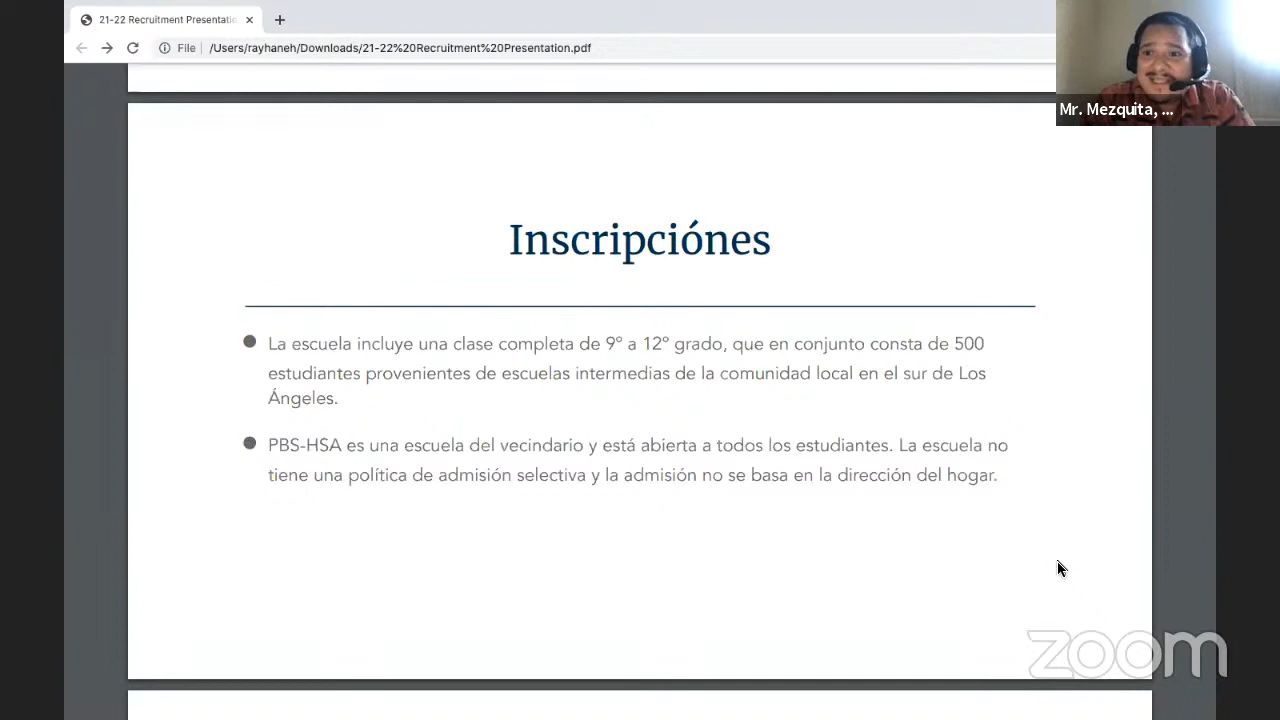 21-22 Recruitment Presentatio
File /Users/rayhaneh/Downloads/21-22%20Recruitment%20Presentation.pdf
Mr. Mezquita, ...
Inscripciónes
La escuela incluye una clase completa de 9º a 12º grado, que en conjunto consta de 500
estudiantes provenientes de escuelas intermedias de la comunidad local en el sur de Los
Ángeles.
PBS-HSA es una escuela del vecindario y está abierta a todos los estudiantes. La escuela no
tiene una política de admisión selectiva y la admisión no se basa en la dirección del hogar.
zoom